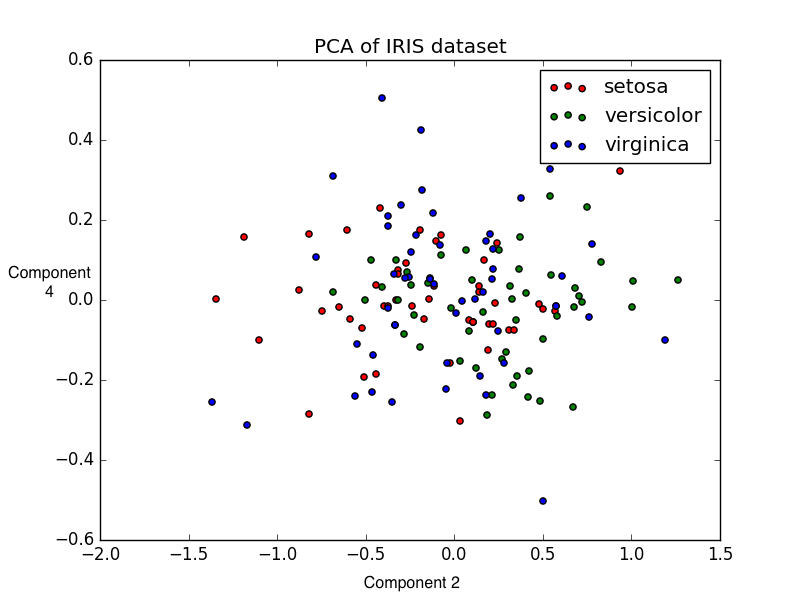 PCA of IRIS dataset
setosa
versicolor
virginica
0.6
0.4
0.2
0.0
−0.2
−0.4
−0.6
Component
4
−2.0 −1.5 −1.0 −0.5 0.0 0.5 1.0 1.5
Component 2